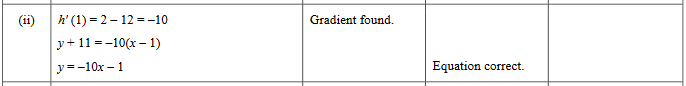 (ii) h′(1) = 2 – 12 = –10 Gradient found.
y + 11 = –10(x – 1)
y = –10x – 1 Equation correct.